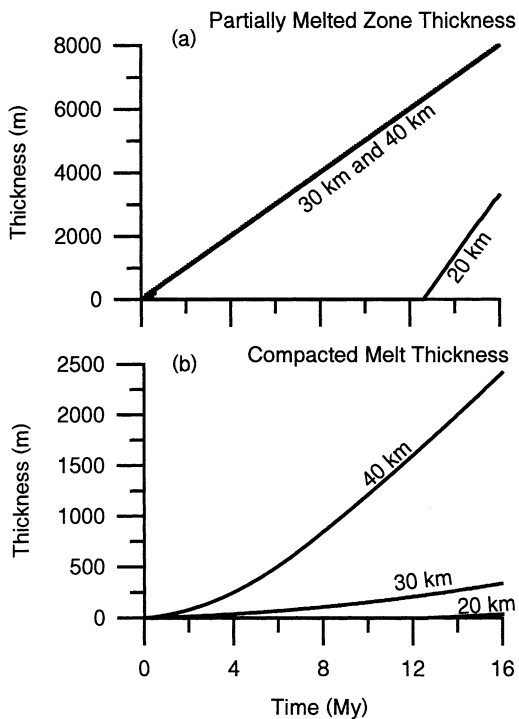 Partially Melted Zone Thickness
(a)
8000
6000
4000
2000
0
Thickness (m)
30 km and 40 km
20 km
Compacted Melt Thickness
(b)
2500
2000
1500
1000
500
0
Thickness (m)
40 km
30 km
20 km
0 4 8 12 16
Time (My)